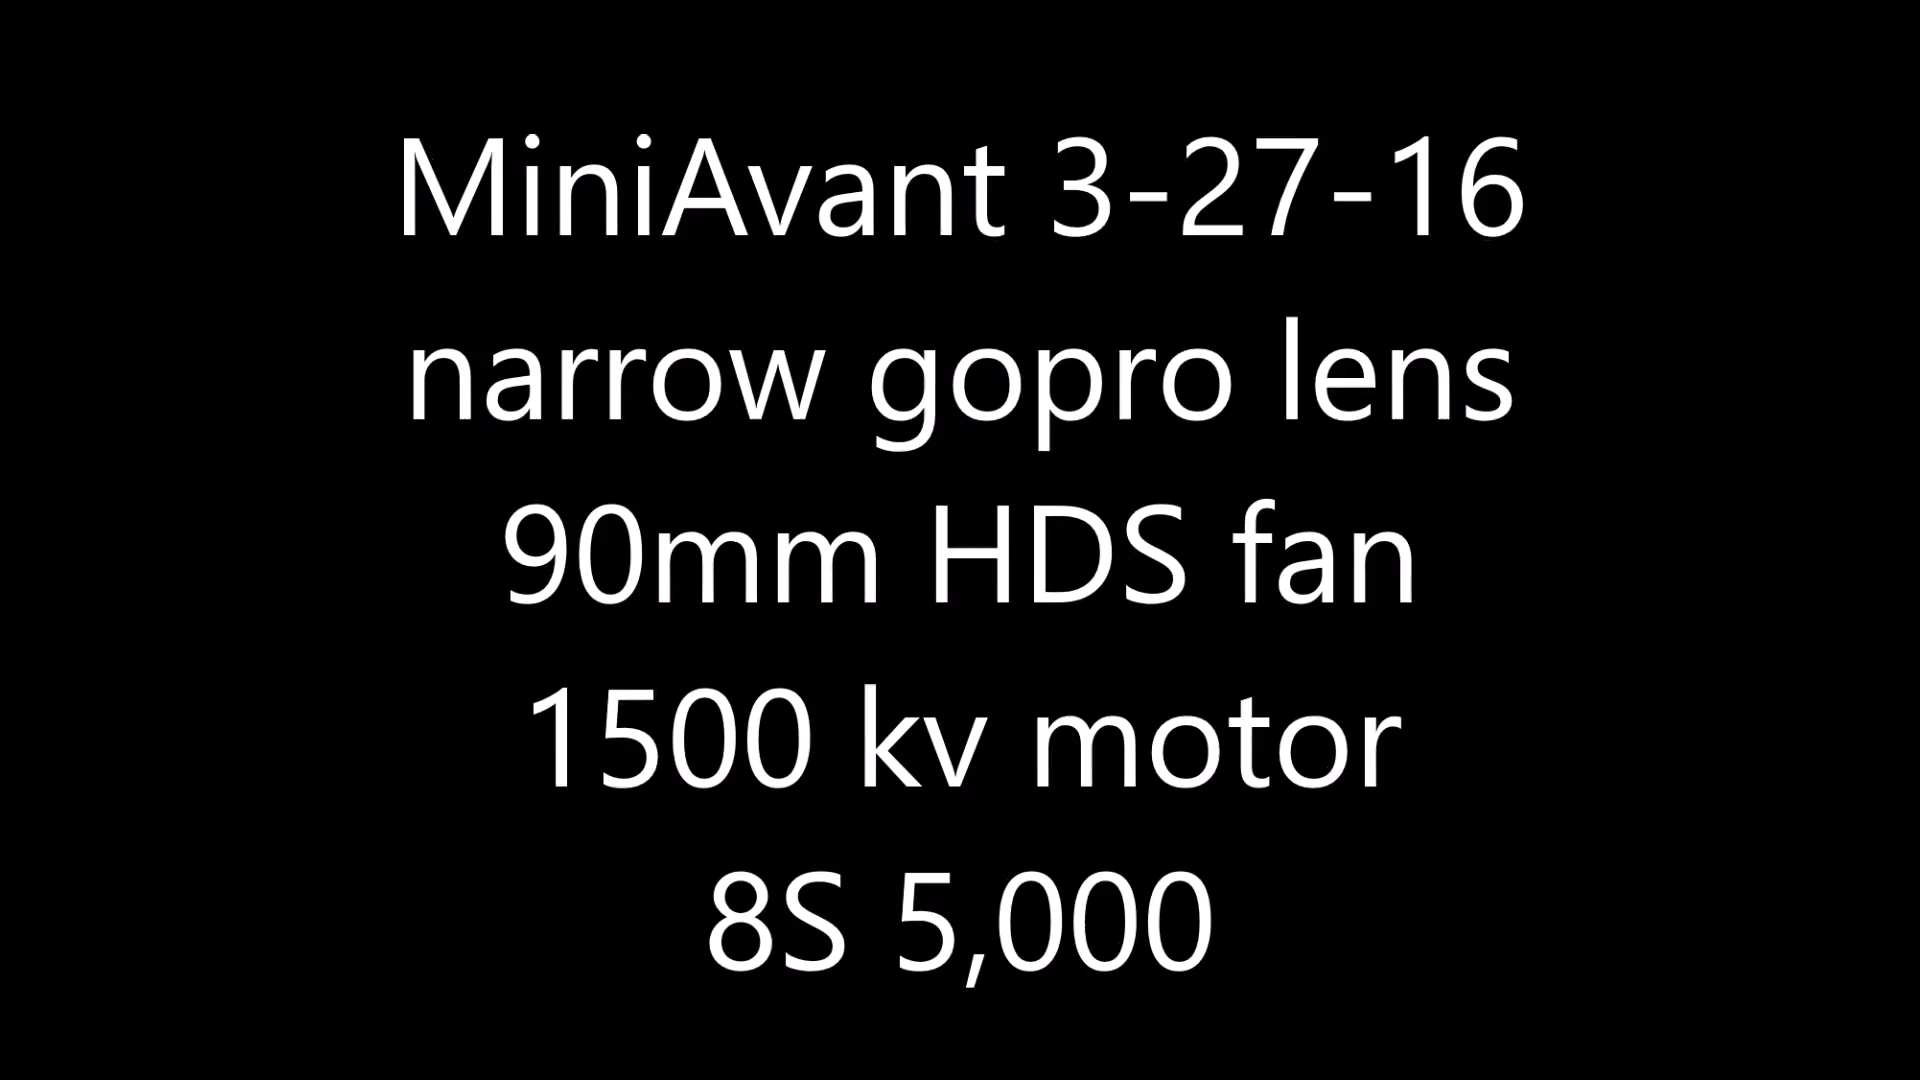 MiniAvant 3-27-16
narrow gopro lens
90mm HDS fan
1500 kv motor
8S 5,000